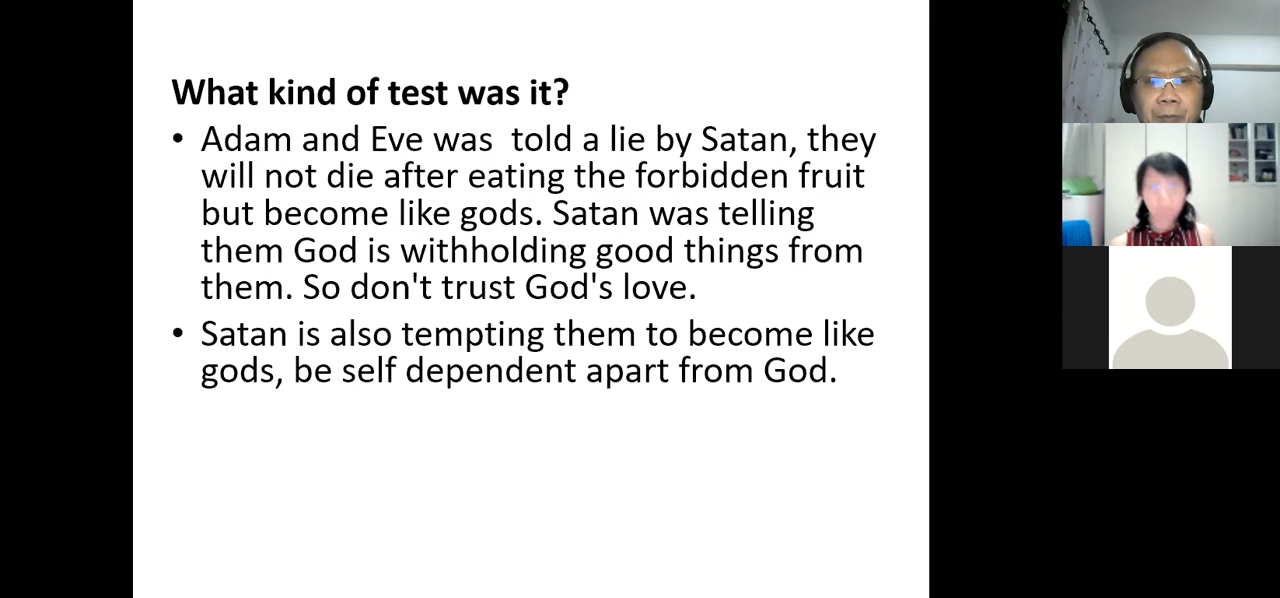 What kind of test was it?
• Adam and Eve was  told a lie by Satan, they
will not die after eating the forbidden fruit
but become like gods. Satan was telling
them God is withholding good things from
them. So don't trust God's love.
• Satan is also tempting them to become like
gods, be self dependent apart from God.